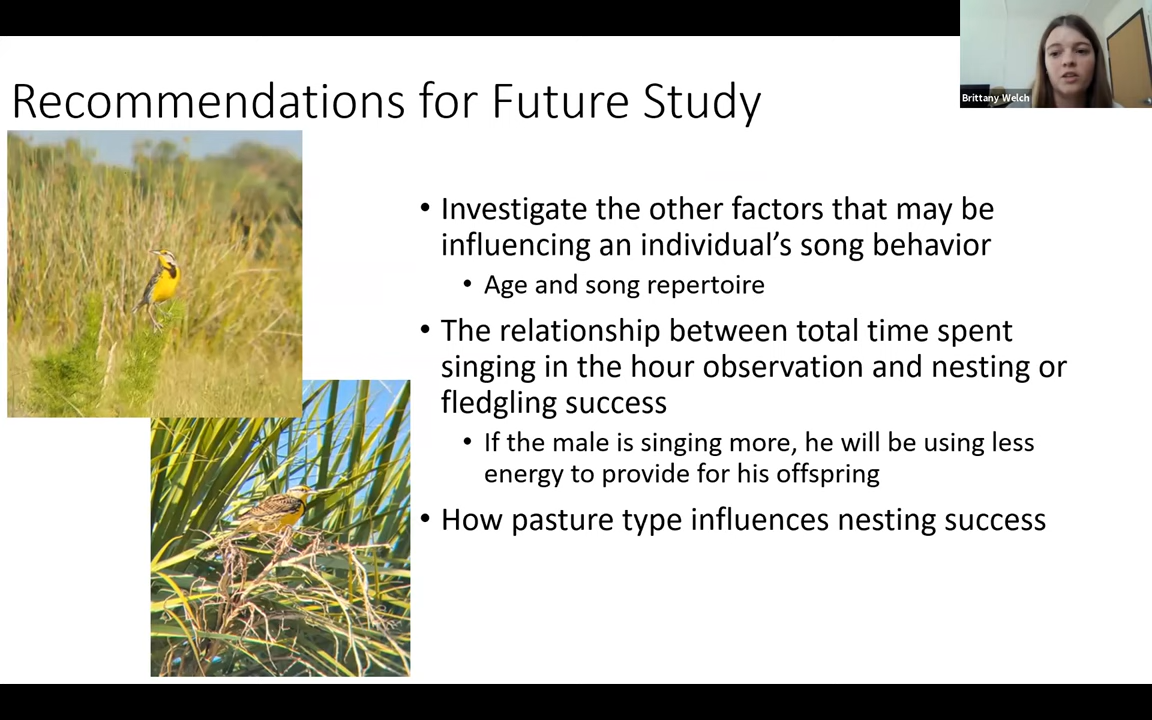 Recommendations for Future Study
Brittany Welch
• Investigate the other factors that may be
influencing an individual’s song behavior
• Age and song repertoire
• The relationship between total time spent
singing in the hour observation and nesting or
fledgling success
• If the male is singing more, he will be using less
energy to provide for his offspring
• How pasture type influences nesting success